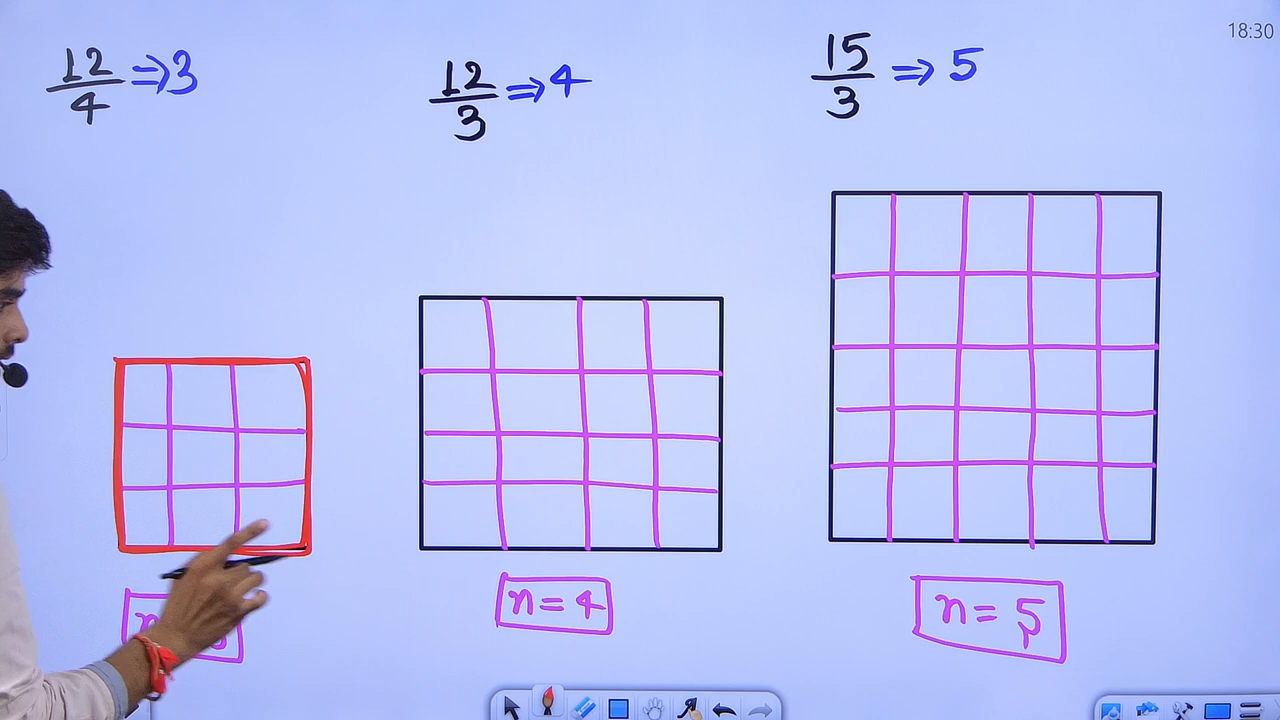 18:30
12/4 ⇒ 3
12/3 ⇒ 4
15/3 ⇒ 5
n = 4
n = 5